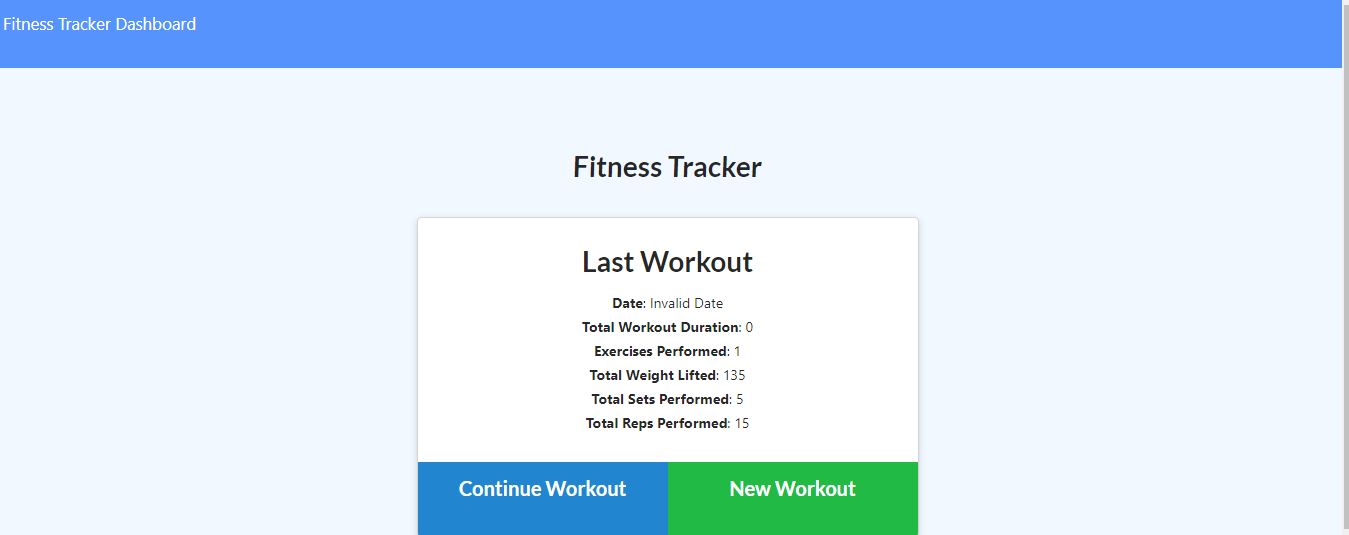 Fitness Tracker Dashboard
Fitness Tracker
Last Workout
Date: Invalid Date
Total Workout Duration: 0
Exercises Performed: 1
Total Weight Lifted: 135
Total Sets Performed: 5
Total Reps Performed: 15
Continue Workout New Workout